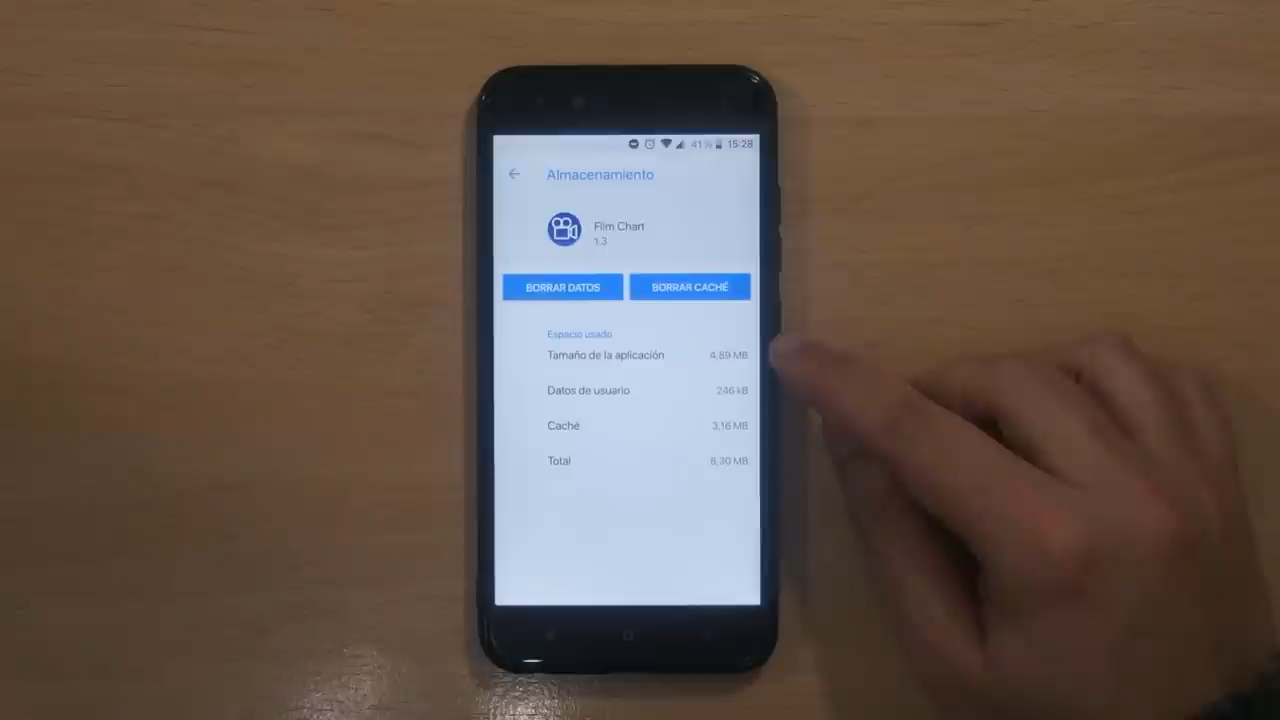 41 % 15:28
Almacenamiento
Film Chart
1.3
BORRAR DATOS BORRAR CACHÉ
Espacio usado
Tamaño de la aplicación 4,89 MB
Datos de usuario 246 kB
Caché 3,16 MB
Total 8,30 MB